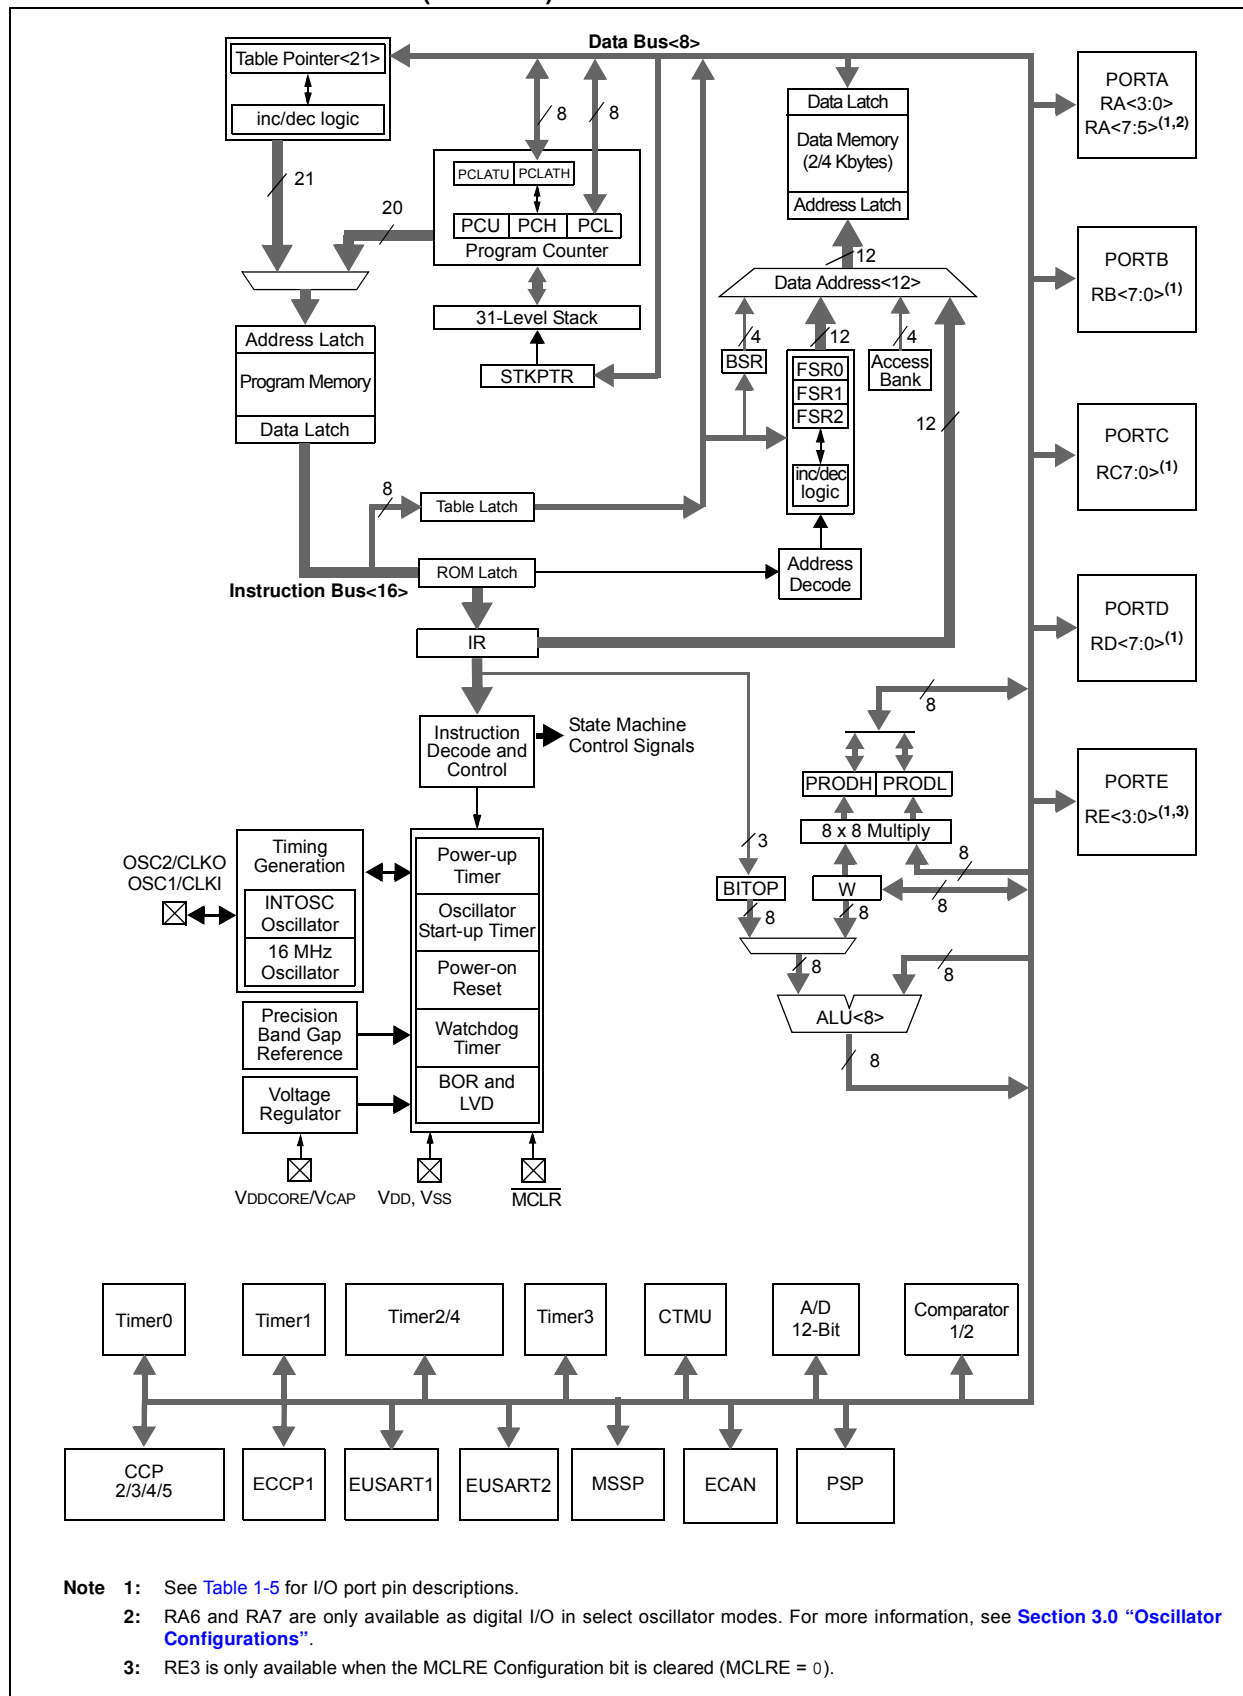 Data Bus<8>
Table Pointer<21>
inc/dec logic
21
8
8
PCLATU
PCLATH
PCU
PCH
PCL
Program Counter
20
31-Level Stack
STKPTR
Address Latch
Program Memory
Data Latch
Data Latch
Data Memory
(2/4 Kbytes)
Address Latch
12
Data Address<12>
4
12
4
BSR
FSR0
FSR1
FSR2
inc/dec
logic
Access
Bank
12
8
Table Latch
ROM Latch
Instruction Bus<16>
Address
Decode
IR
Instruction
Decode and
Control
State Machine
Control Signals
8
PRODH
PRODL
8 x 8 Multiply
3
8
BITOP
W
8
8
8
8
8
ALU<8>
8
PORTA
RA<3:0>
RA<7:5>(1,2)
PORTB
RB<7:0>(1)
PORTC
RC7:0>(1)
PORTD
RD<7:0>(1)
PORTE
RE<3:0>(1,3)
OSC2/CLKO
OSC1/CLKI
Timing
Generation
INTOSC
Oscillator
16 MHz
Oscillator
Power-up
Timer
Oscillator
Start-up Timer
Power-on
Reset
Watchdog
Timer
BOR and
LVD
Precision
Band Gap
Reference
Voltage
Regulator
VDDCORE/VCAP
VDD, VSS
MCLR
Timer0
Timer1
Timer2/4
Timer3
CTMU
A/D
12-Bit
Comparator
1/2
CCP
2/3/4/5
ECCP1
EUSART1
EUSART2
MSSP
ECAN
PSP
Note 1: See Table 1-5 for I/O port pin descriptions.
2: RA6 and RA7 are only available as digital I/O in select oscillator modes. For more information, see Section 3.0 “Oscillator
Configurations”.
3: RE3 is only available when the MCLRE Configuration bit is cleared (MCLRE = 0).